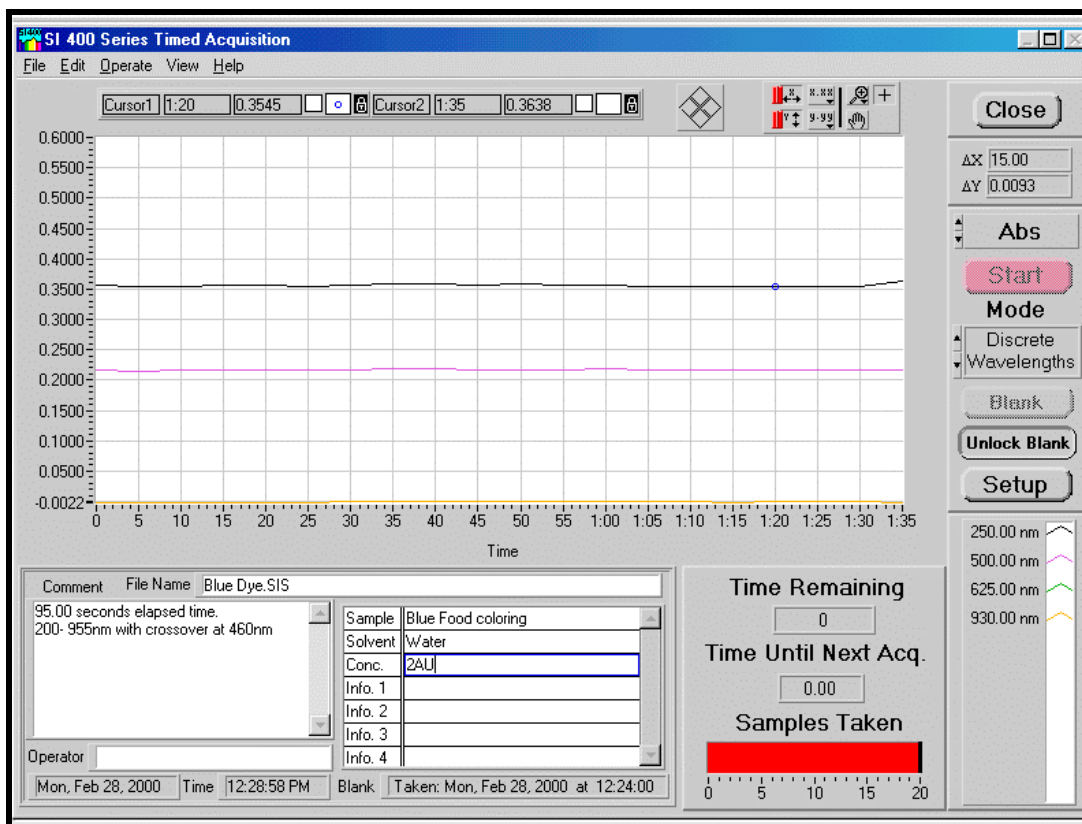 SI 400 Series Timed Acquisition
File Edit Operate View Help
Cursor1 1:20 0.3545 Cursor2 1:35 0.3638
X X.XX
Y Y.YY
Close
ΔX 15.00
ΔY 0.0093
Abs
Start
Mode
Discrete
Wavelengths
Blank
Unlock Blank
Setup
0.6000
0.5500
0.5000
0.4500
0.4000
0.3500
0.3000
0.2500
0.2000
0.1500
0.1000
0.0500
-0.0022
0 5 10 15 20 25 30 35 40 45 50 55 1:00 1:05 1:10 1:15 1:20 1:25 1:30 1:35
Time
250.00 nm
500.00 nm
625.00 nm
930.00 nm
Comment File Name Blue Dye.SIS
95.00 seconds elapsed time.
200- 955nm with crossover at 460nm
Sample Blue Food coloring
Solvent Water
Conc. 2AU
Info. 1
Info. 2
Info. 3
Info. 4
Operator
Mon, Feb 28, 2000 Time 12:28:58 PM Blank Taken: Mon, Feb 28, 2000 at 12:24:00
Time Remaining
0
Time Until Next Acq.
0.00
Samples Taken
0 5 10 15 20